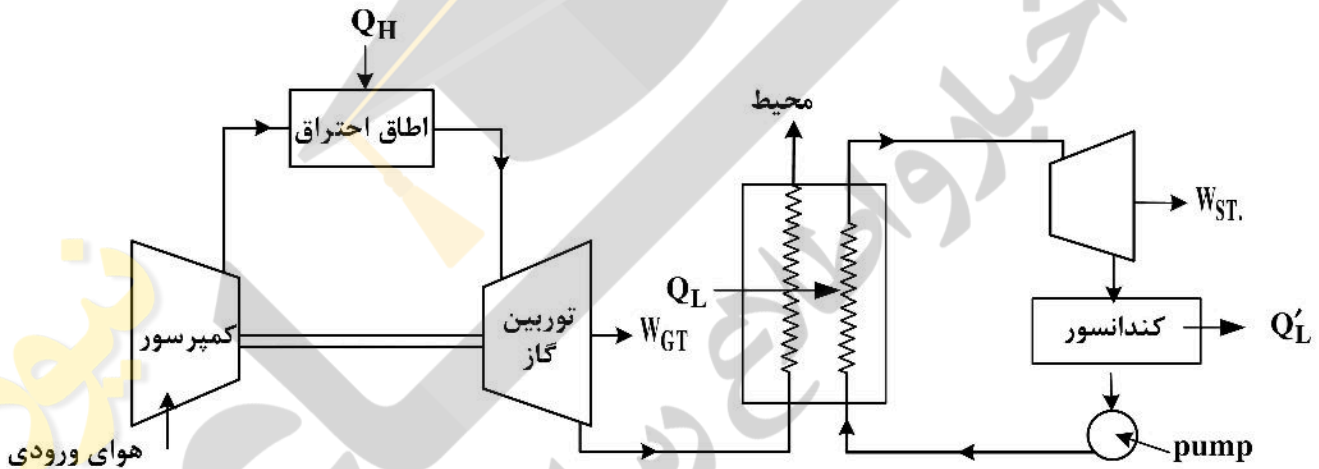 Q_H
اطاق احتراق
محیط
W_ST.
Q_L
توربین
گاز
کمپرسور
W_GT
کندانسور
Q′_L
pump
هوای ورودی